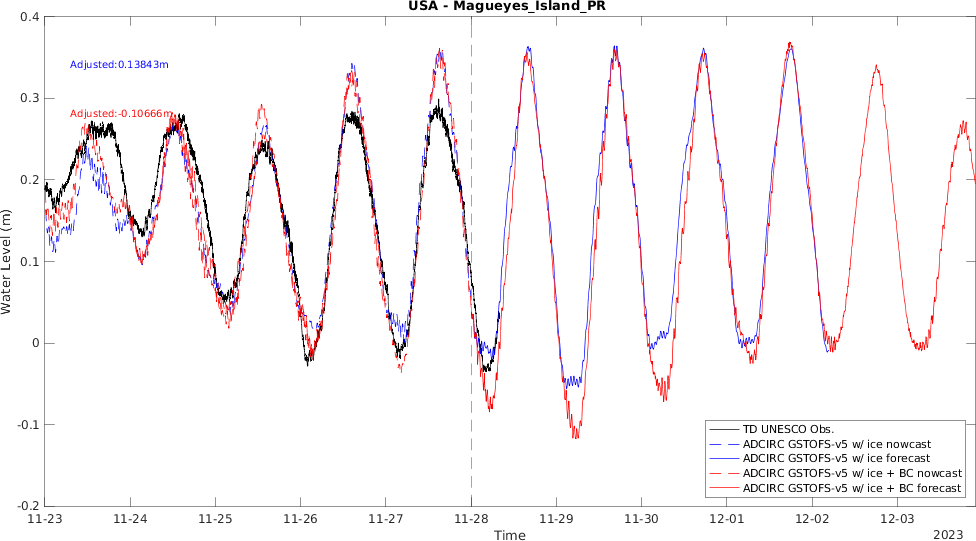 USA - Magueyes_Island_PR
0.4
Adjusted:0.13843m
0.3
Adjusted:-0.10666m
0.2
Water Level (m)
0.1
0
-0.1
TD UNESCO Obs.
ADCIRC GSTOFS-v5 w/ ice nowcast
ADCIRC GSTOFS-v5 w/ ice forecast
ADCIRC GSTOFS-v5 w/ ice + BC nowcast
ADCIRC GSTOFS-v5 w/ ice + BC forecast
-0.2
11-23 11-24 11-25 11-26 11-27 11-28 11-29 11-30 12-01 12-02 12-03
Time
2023